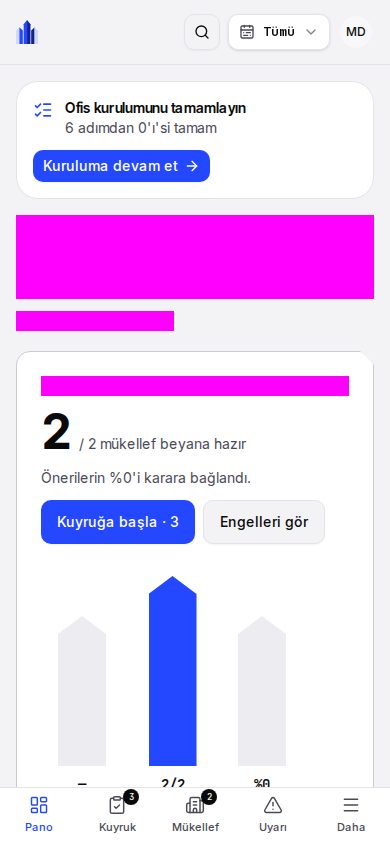 Tümü
MD
Ofis kurulumunu tamamlayın
6 adımdan 0'ı'si tamam
Kuruluma devam et →
2 / 2 mükellef beyana hazır
Önerilerin %0'i karara bağlandı.
Kuyruğa başla · 3
Engelleri gör
– 2/2 %0
3
2
Pano
Kuyruk
Mükellef
Uyarı
Daha